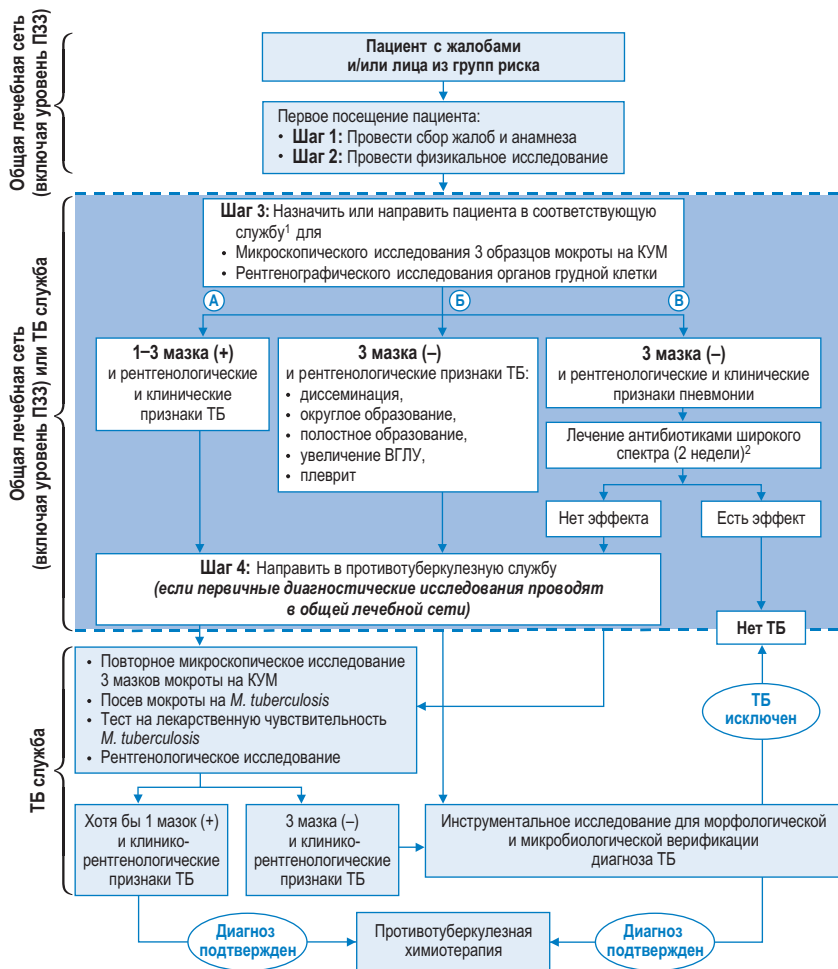 Общая лечебная сеть
(включая уровень ПЗЗ)
Пациент с жалобами
и/или лица из групп риска
Первое посещение пациента:
• Шаг 1: Провести сбор жалоб и анамнеза
• Шаг 2: Провести физикальное исследование
Общая лечебная сеть
(включая уровень ПЗЗ) или ТБ служба
Шаг 3: Назначить или направить пациента в соответствующую
службу¹ для
• Микроскопического исследования 3 образцов мокроты на КУМ
• Рентгенографического исследования органов грудной клетки
А
Б
В
1–3 мазка (+)
и рентгенологические
и клинические
признаки ТБ
3 мазка (–)
и рентгенологические признаки ТБ:
• диссеминация,
• округлое образование,
• полостное образование,
• увеличение ВГЛУ,
• плеврит
3 мазка (–)
и рентгенологические и клинические
признаки пневмонии
Лечение антибиотиками широкого
спектра (2 недели)²
Нет эффекта
Есть эффект
Шаг 4: Направить в противотуберкулезную службу
(если первичные диагностические исследования проводят
в общей лечебной сети)
Нет ТБ
ТБ служба
• Повторное микроскопическое исследование
3 мазков мокроты на КУМ
• Посев мокроты на M. tuberculosis
• Тест на лекарственную чувствительность
M. tuberculosis
• Рентгенологическое исследование
ТБ
исключен
Хотя бы 1 мазок (+)
и клинико-
рентгенологические
признаки ТБ
3 мазка (–)
и клинико-
рентгенологические
признаки ТБ
Инструментальное исследование для морфологической
и микробиологической верификации
диагноза ТБ
Диагноз
подтвержден
Противотуберкулезная
химиотерапия
Диагноз
подтвержден